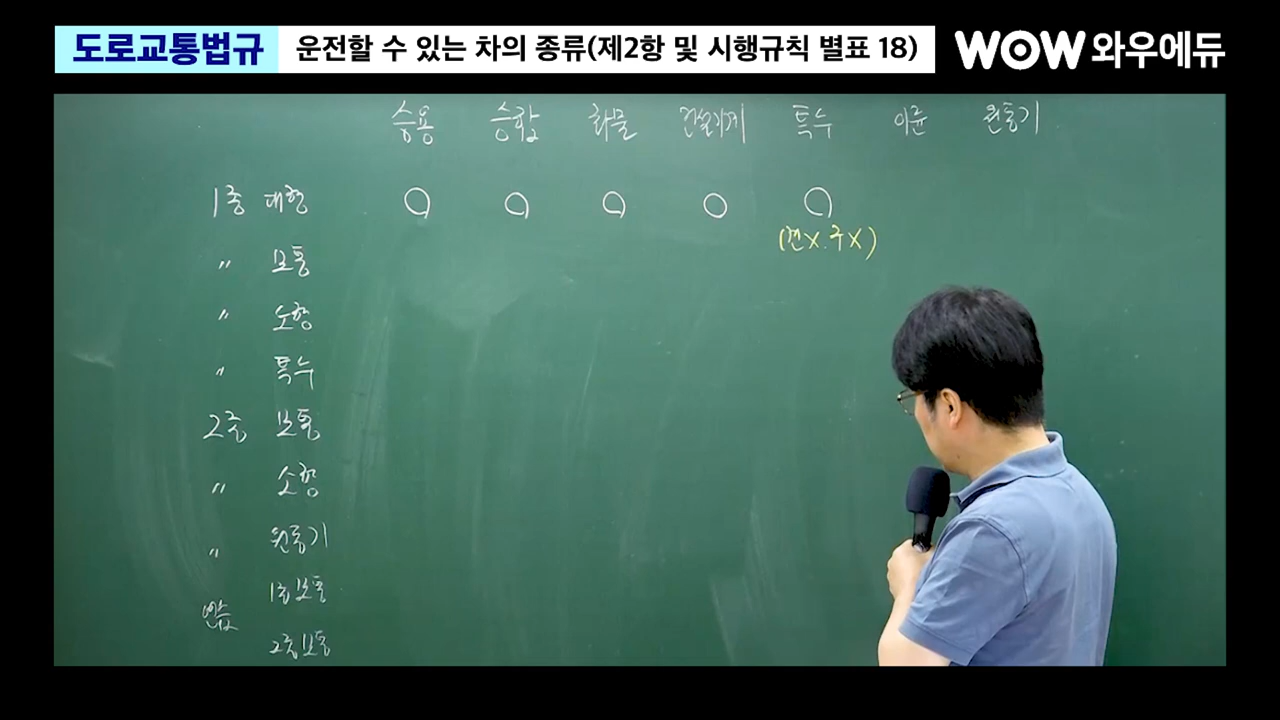 도로교통법규 운전할 수 있는 차의 종류(제2항 및 시행규칙 별표 18) WOW 와우에듀
승용 승합 화물 건설기계 특수 이륜 원동기
1종 대형 ○ ○ ○ ○ ○
(견X.구X)
〃 보통
〃 소형
〃 특수
2종 보통
〃 소형
〃 원동기
연습 1종 보통
2종 보통